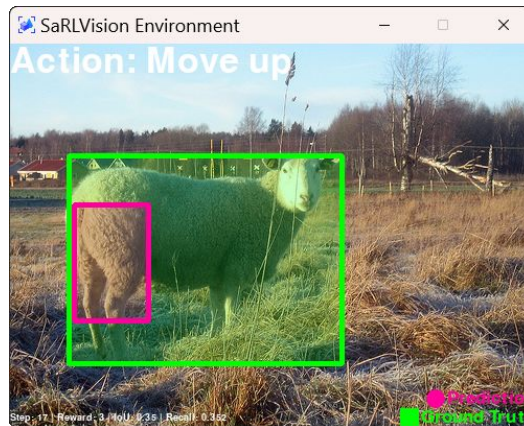 SaRLVision Environment
Action: Move up
Step: 17 | Reward: 3 | IoU: 0.35 | Recall: 0.352
Predictio
Ground Trut